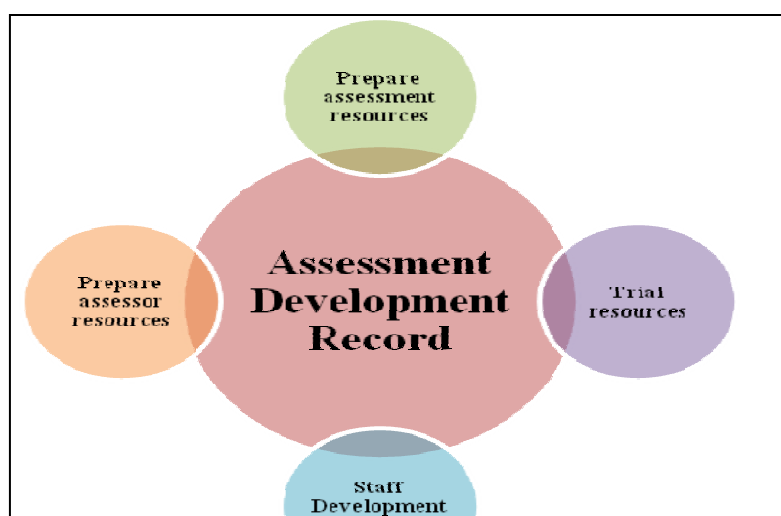 Prepare
assessment
resources
Assessment
Development
Record
Prepare
assessor
resources
Trial
resources
Staff
Development